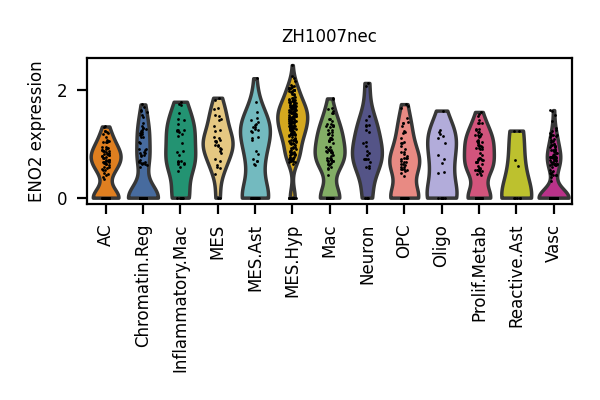 ZH1007nec
ENO2 expression
2
0
AC
Chromatin.Reg
Inflammatory.Mac
MES
MES.Ast
MES.Hyp
Mac
Neuron
OPC
Oligo
Prolif.Metab
Reactive.Ast
Vasc